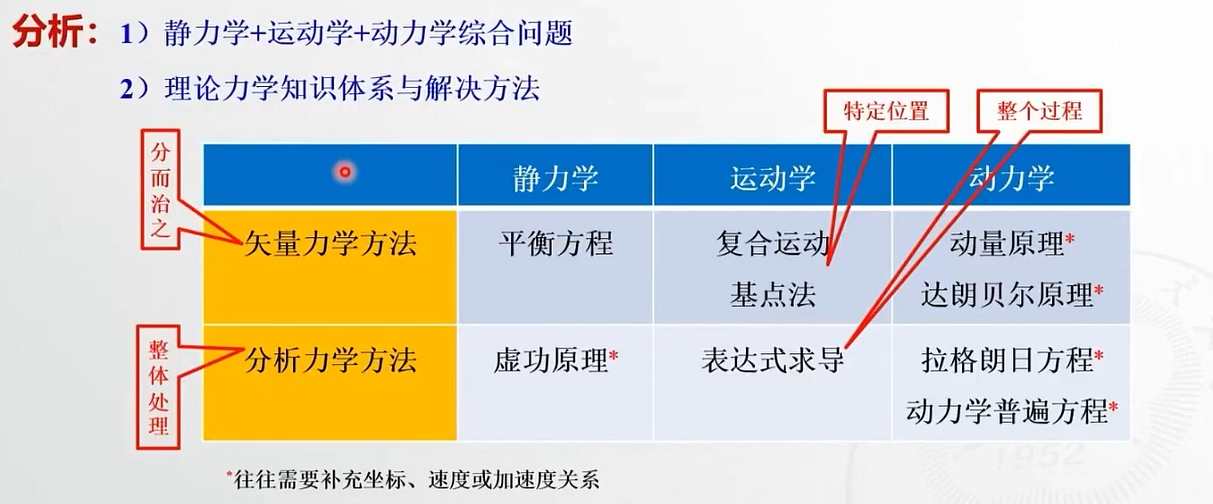 分析：1）静力学+运动学+动力学综合问题
2）理论力学知识体系与解决方法
特定位置
整个过程
分而治之
静力学
运动学
动力学
矢量力学方法
平衡方程
复合运动
基点法
动量原理*
达朗贝尔原理*
整体处理
分析力学方法
虚功原理*
表达式求导
拉格朗日方程*
动力学普遍方程*
*往往需要补充坐标、速度或加速度关系
1952